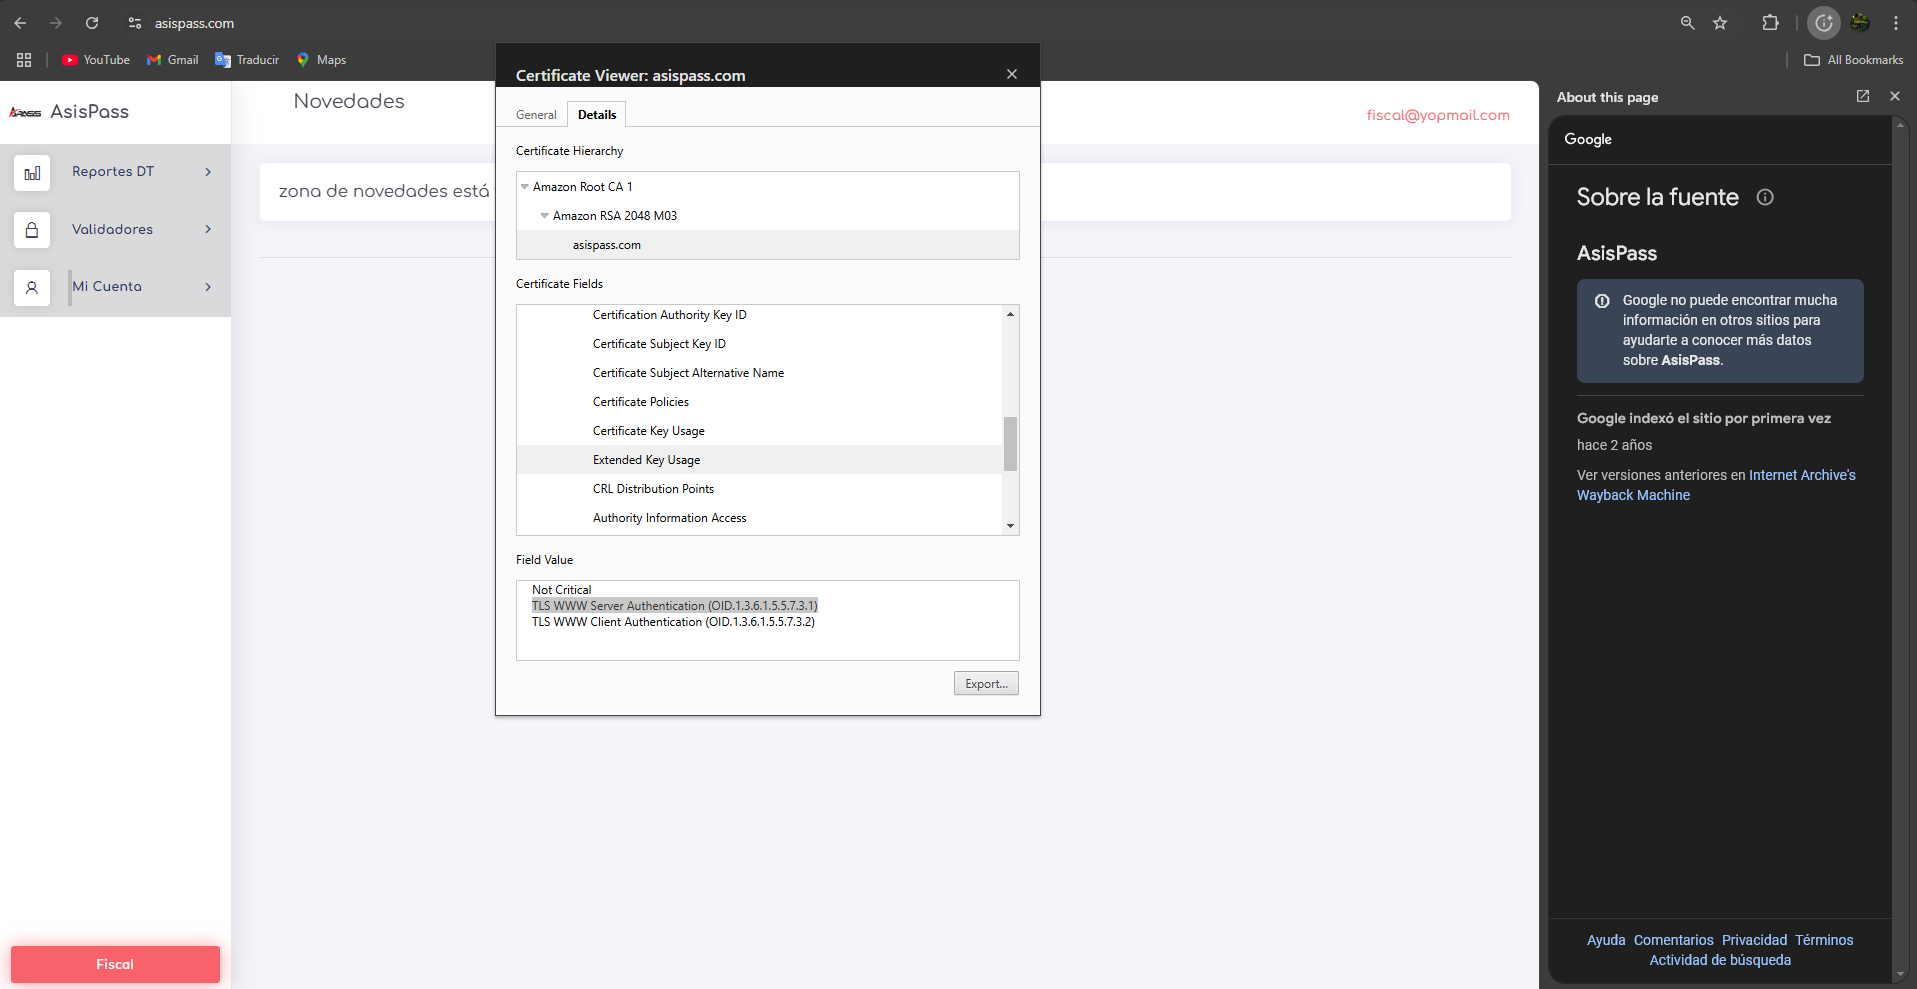 asispass.com
YouTube
Gmail
Traducir
Maps
All Bookmarks
APASS AsisPass
Reportes DT
Validadores
Mi Cuenta
Fiscal
Novedades
fiscal@yopmail.com
zona de novedades está
Certificate Viewer: asispass.com
General
Details
Certificate Hierarchy
Amazon Root CA 1
Amazon RSA 2048 M03
asispass.com
Certificate Fields
Certification Authority Key ID
Certificate Subject Key ID
Certificate Subject Alternative Name
Certificate Policies
Certificate Key Usage
Extended Key Usage
CRL Distribution Points
Authority Information Access
Field Value
Not Critical
TLS WWW Server Authentication (OID.1.3.6.1.5.5.7.3.1)
TLS WWW Client Authentication (OID.1.3.6.1.5.5.7.3.2)
Export...
About this page
Google
Sobre la fuente
AsisPass
Google no puede encontrar mucha
información en otros sitios para
ayudarte a conocer más datos
sobre AsisPass.
Google indexó el sitio por primera vez
hace 2 años
Ver versiones anteriores en Internet Archive's
Wayback Machine
Ayuda Comentarios Privacidad Términos
Actividad de búsqueda